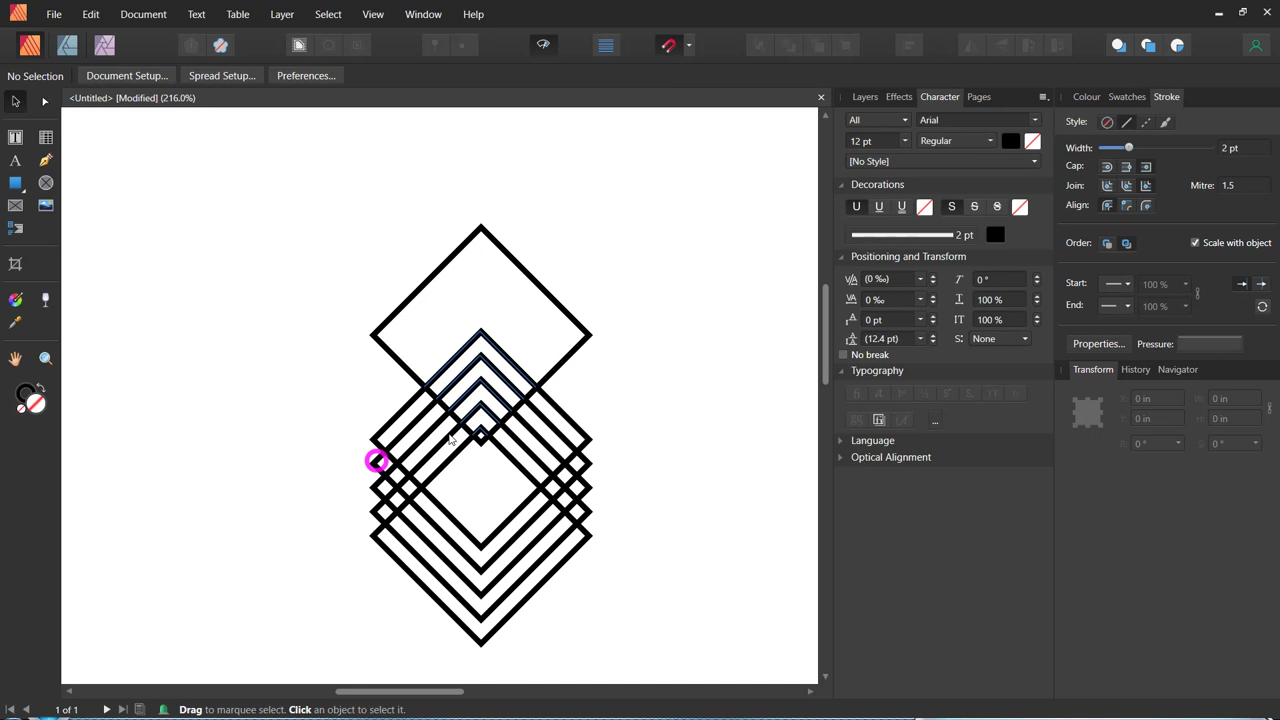 File Edit Document Text Table Layer Select View Window Help
No Selection Document Setup... Spread Setup... Preferences...
<Untitled> [Modified] (216.0%)
Layers Effects Character Pages
Colour Swatches Stroke
All Arial
Style:
12 pt Regular
Width: 2 pt
[No Style]
Cap:
Decorations
Join: Mitre: 1.5
U U U S S S
Align:
2 pt
Order: Scale with object
Positioning and Transform
VA (0 ‰) I 0 °
Start: 100 %
VA 0 ‰ T 100 %
End: 100 %
A 0 pt IT 100 %
A (12.4 pt) S: None
Properties... Pressure:
No break
Typography
Transform History Navigator
X: 0 in W: 0 in
Y: 0 in H: 0 in
Language
R: 0 ° S: 0 °
Optical Alignment
1 of 1 Drag to marquee select. Click an object to select it.